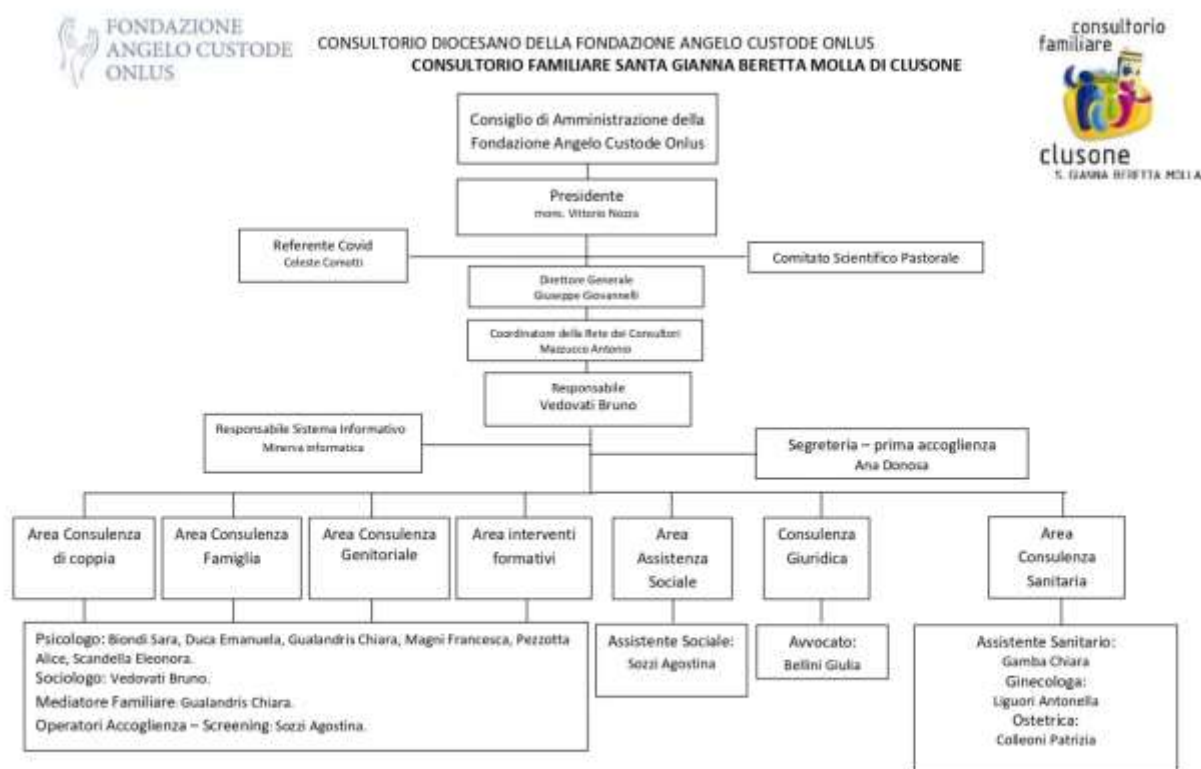 FONDAZIONE
ANGELO CUSTODE
ONLUS
CONSULTORIO DIOCESANO DELLA FONDAZIONE ANGELO CUSTODE ONLUS
CONSULTORIO FAMILIARE SANTA GIANNA BERETTA MOLLA DI CLUSONE
consultorio
familiare
clusone
S. GIANNA BERETTA MOLLA
Consiglio di Amministrazione della
Fondazione Angelo Custode Onlus
Presidente
mons. Vittorio Nozza
Referente Covid
Celeste Comotti
Comitato Scientifico Pastorale
Direttore Generale
Giuseppe Giovannelli
Coordinatore della Rete dei Consultori
Mazzucco Antonio
Responsabile
Vedovati Bruno
Responsabile Sistema Informativo
Minerva informatica
Segreteria – prima accoglienza
Ana Donosa
Area Consulenza
di coppia
Area Consulenza
Famiglia
Area Consulenza
Genitoriale
Area interventi
formativi
Area
Assistenza
Sociale
Consulenza
Giuridica
Area
Consulenza
Sanitaria
Psicologo: Biondi Sara, Duca Emanuela, Gualandris Chiara, Magni Francesca, Pezzotta
Alice, Scandella Eleonora.
Sociologo: Vedovati Bruno.
Mediatore Familiare: Gualandris Chiara.
Operatori Accoglienza – Screening: Sozzi Agostina.
Assistente Sociale:
Sozzi Agostina
Avvocato:
Bellini Giulia
Assistente Sanitario:
Gamba Chiara
Ginecologa:
Liguori Antonella
Ostetrica:
Colleoni Patrizia